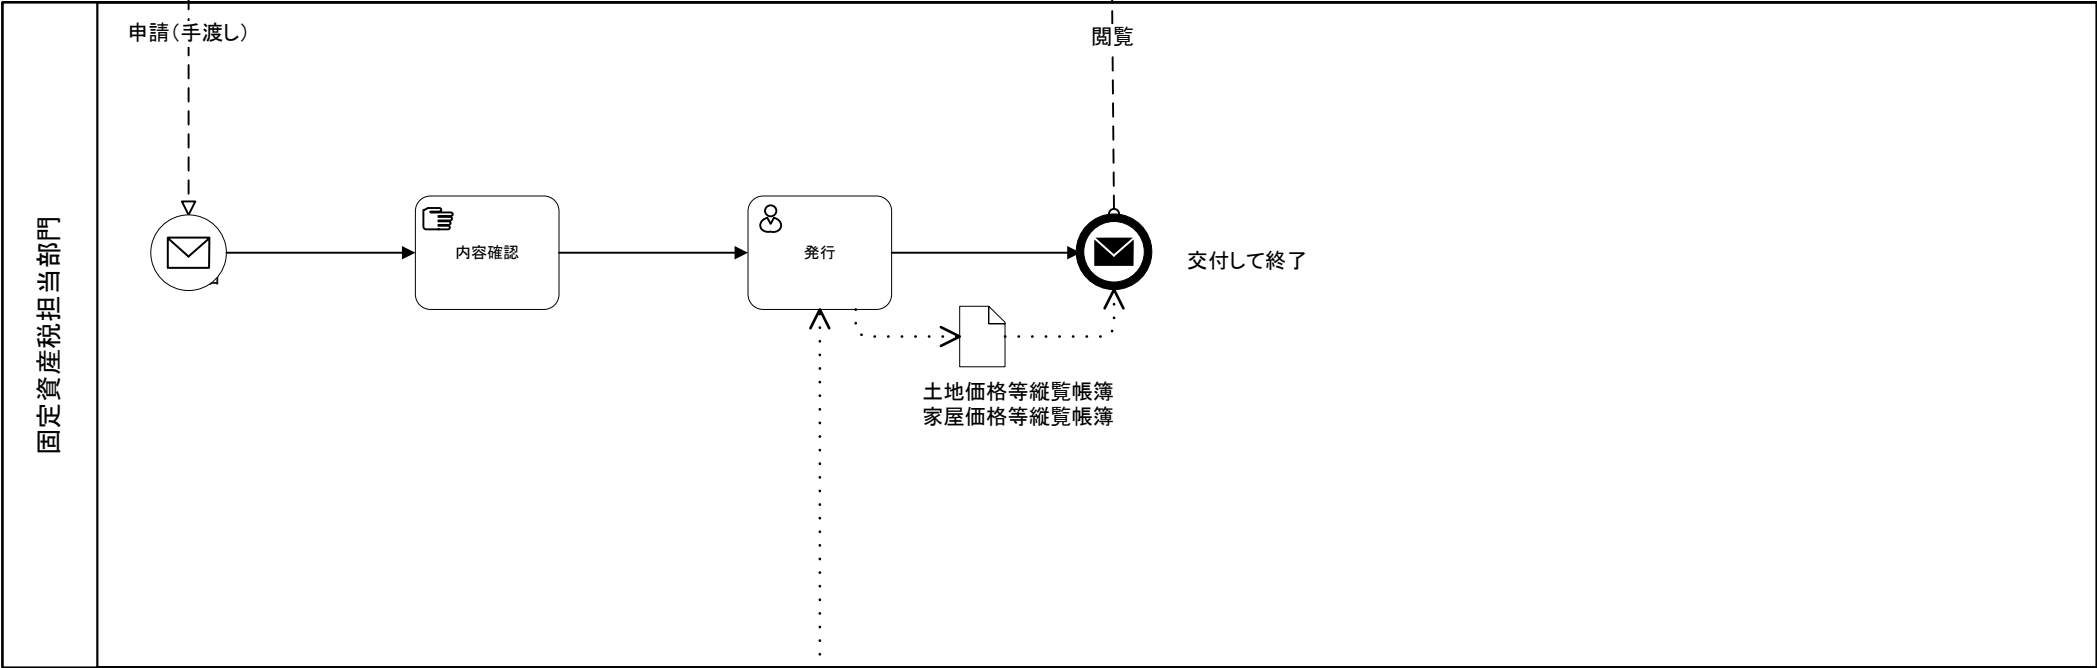 申請（手渡し）
閲覧
固定資産税担当部門
内容確認
発行
交付して終了
土地価格等縦覧帳簿
家屋価格等縦覧帳簿